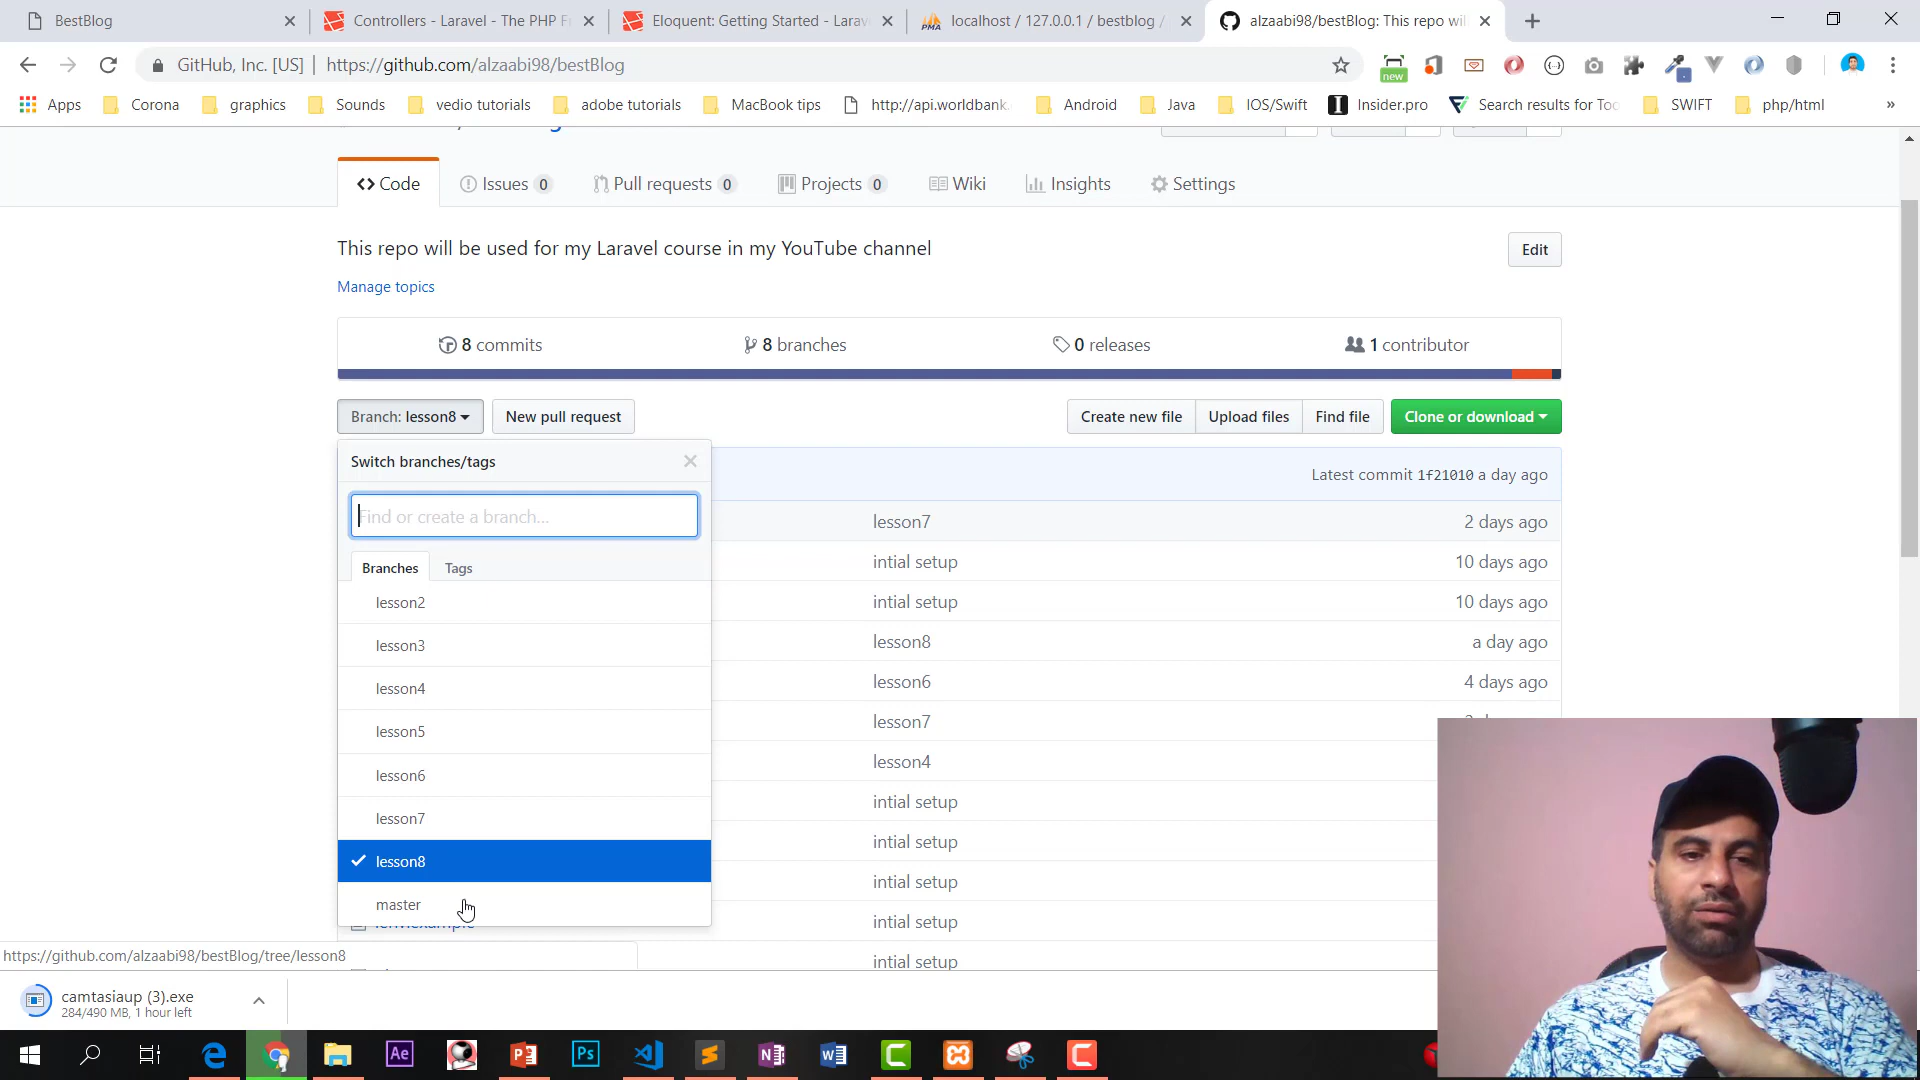 BestBlog
Controllers - Laravel - The PHP F
Eloquent: Getting Started - Larav
PMA
localhost / 127.0.0.1 / bestblog /
alzaabi98/bestBlog: This repo wil
GitHub, Inc. [US] | https://github.com/alzaabi98/bestBlog
new
Apps
Corona
graphics
Sounds
vedio tutorials
adobe tutorials
MacBook tips
http://api.worldbank.
Android
Java
IOS/Swift
Insider.pro
Search results for Too
SWIFT
php/html
»
Code
Issues 0
Pull requests 0
Projects 0
Wiki
Insights
Settings
This repo will be used for my Laravel course in my YouTube channel
Edit
Manage topics
8 commits
8 branches
0 releases
1 contributor
Branch: lesson8
New pull request
Create new file
Upload files
Find file
Clone or download
Switch branches/tags
Latest commit 1f21010 a day ago
Find or create a branch...
lesson7
2 days ago
intial setup
10 days ago
Branches
Tags
lesson2
intial setup
10 days ago
lesson3
lesson8
a day ago
lesson4
lesson6
4 days ago
lesson5
lesson7
lesson6
lesson4
lesson7
intial setup
intial setup
lesson8
intial setup
master
intial setup
https://github.com/alzaabi98/bestBlog/tree/lesson8
intial setup
camtasiaup (3).exe
284/490 MB, 1 hour left
Ae
Ps